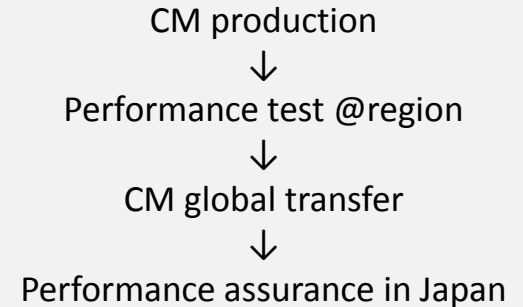 CM production
↓
Performance test @region
↓
CM global transfer
↓
Performance assurance in Japan